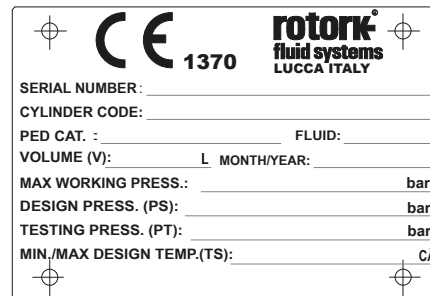 CE 1370
rotork®
fluid systems
LUCCA ITALY
SERIAL NUMBER:
CYLINDER CODE:
PED CAT. : FLUID:
VOLUME (V): L MONTH/YEAR:
MAX WORKING PRESS.: bar
DESIGN PRESS. (PS): bar
TESTING PRESS. (PT): bar
MIN./MAX DESIGN TEMP.(TS): C/